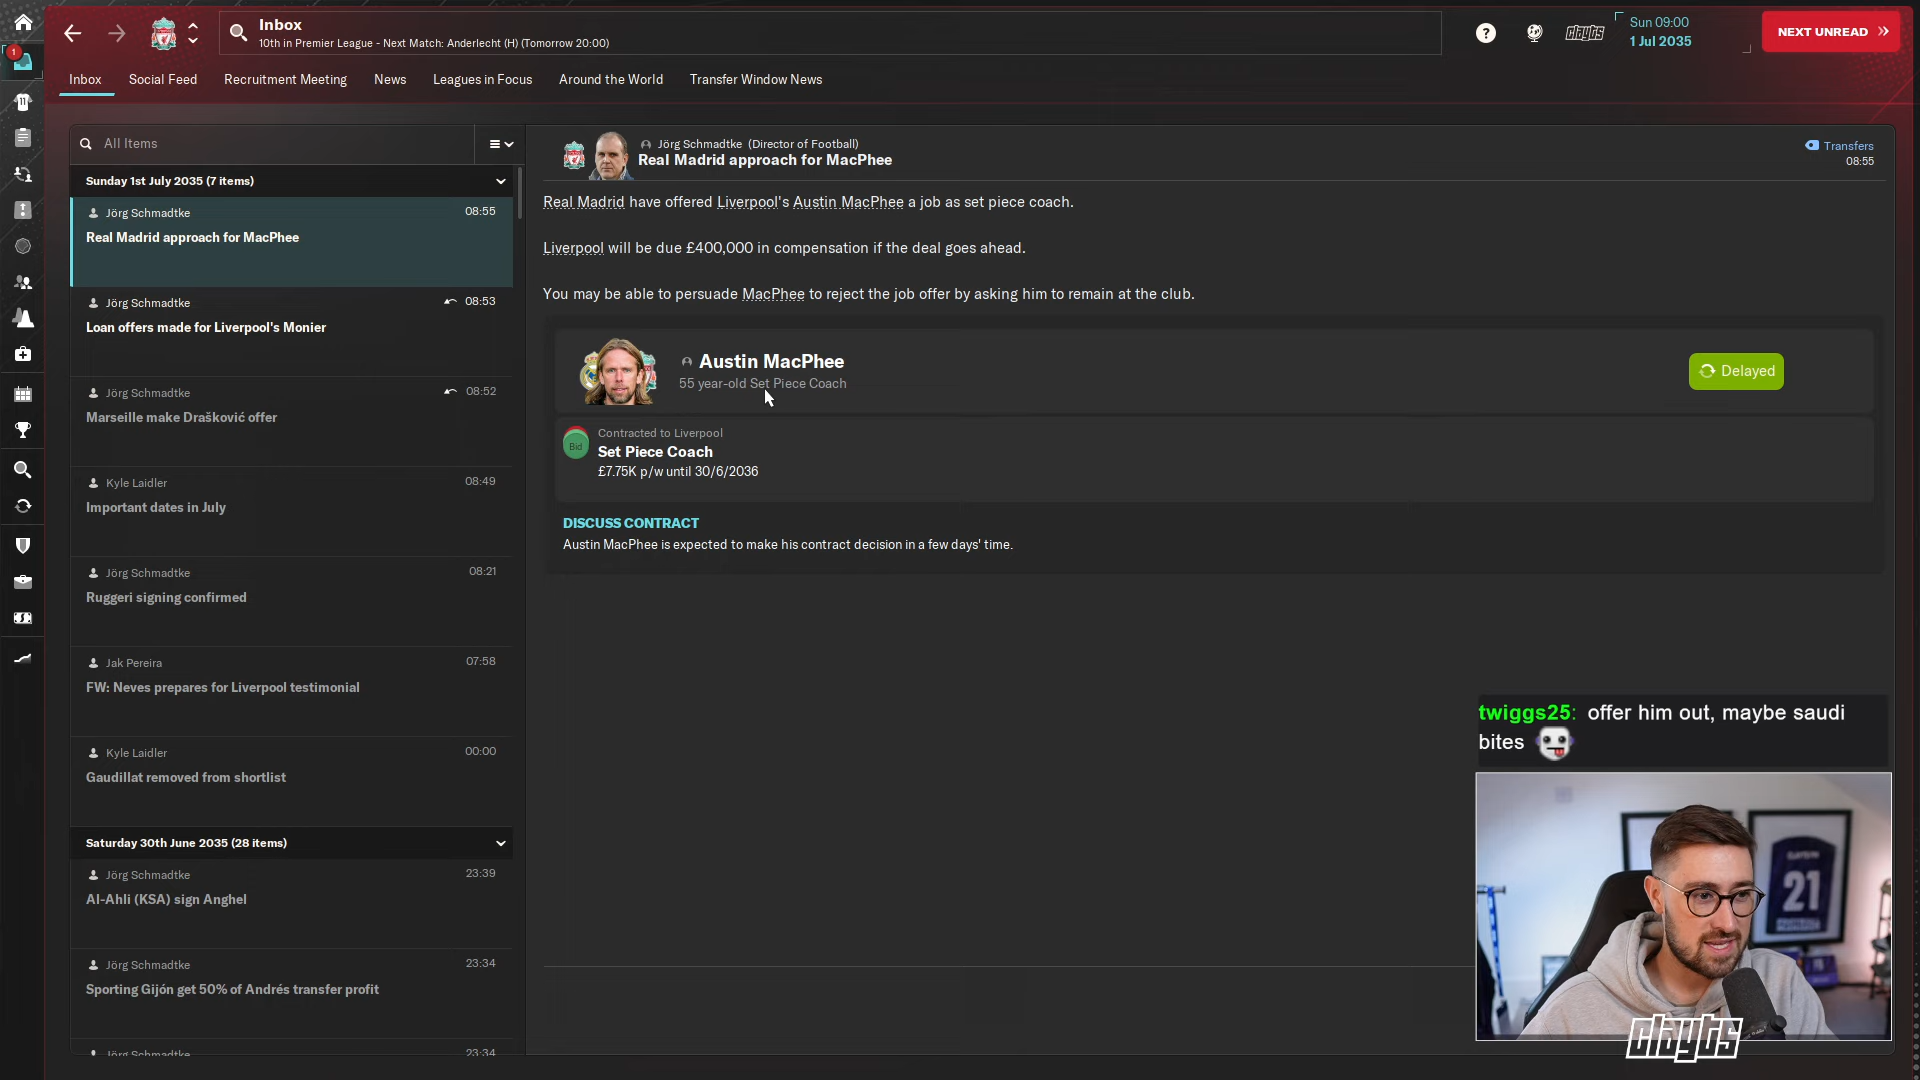 Inbox
10th in Premier League - Next Match: Anderlecht (H) (Tomorrow 20:00)
?
clayts
Sun 09:00
1 Jul 2035
NEXT UNREAD
1
11
Inbox
Social Feed
Recruitment Meeting
News
Leagues in Focus
Around the World
Transfer Window News
All Items
Sunday 1st July 2035 (7 items)
Jörg Schmadtke
08:55
Real Madrid approach for MacPhee
Jörg Schmadtke
08:53
Loan offers made for Liverpool's Monier
Jörg Schmadtke
08:52
Marseille make Drašković offer
Kyle Laidler
08:49
Important dates in July
Jörg Schmadtke
08:21
Ruggeri signing confirmed
Jak Pereira
07:58
FW: Neves prepares for Liverpool testimonial
Kyle Laidler
00:00
Gaudillat removed from shortlist
Saturday 30th June 2035 (28 items)
Jörg Schmadtke
23:39
Al-Ahli (KSA) sign Anghel
Jörg Schmadtke
23:34
Sporting Gijón get 50% of Andrés transfer profit
Jörg Schmadtke
23:34
Jörg Schmadtke (Director of Football)
Real Madrid approach for MacPhee
Transfers
08:55
Real Madrid have offered Liverpool's Austin MacPhee a job as set piece coach.
Liverpool will be due £400,000 in compensation if the deal goes ahead.
You may be able to persuade MacPhee to reject the job offer by asking him to remain at the club.
Austin MacPhee
55 year-old Set Piece Coach
Delayed
Bid
Contracted to Liverpool
Set Piece Coach
£7.75K p/w until 30/6/2036
DISCUSS CONTRACT
Austin MacPhee is expected to make his contract decision in a few days' time.
twiggs25: offer him out, maybe saudi
bites
21
clayts